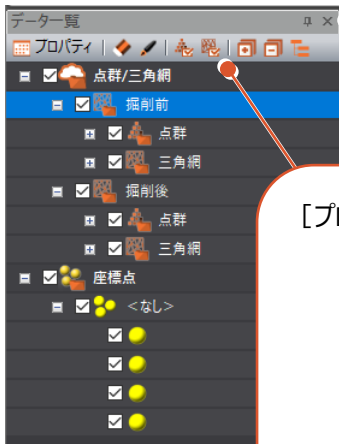 データ一覧
プロパティ
点群/三角網
掘削前
点群
三角網
掘削後
点群
三角網
座標点
<なし>
[プ